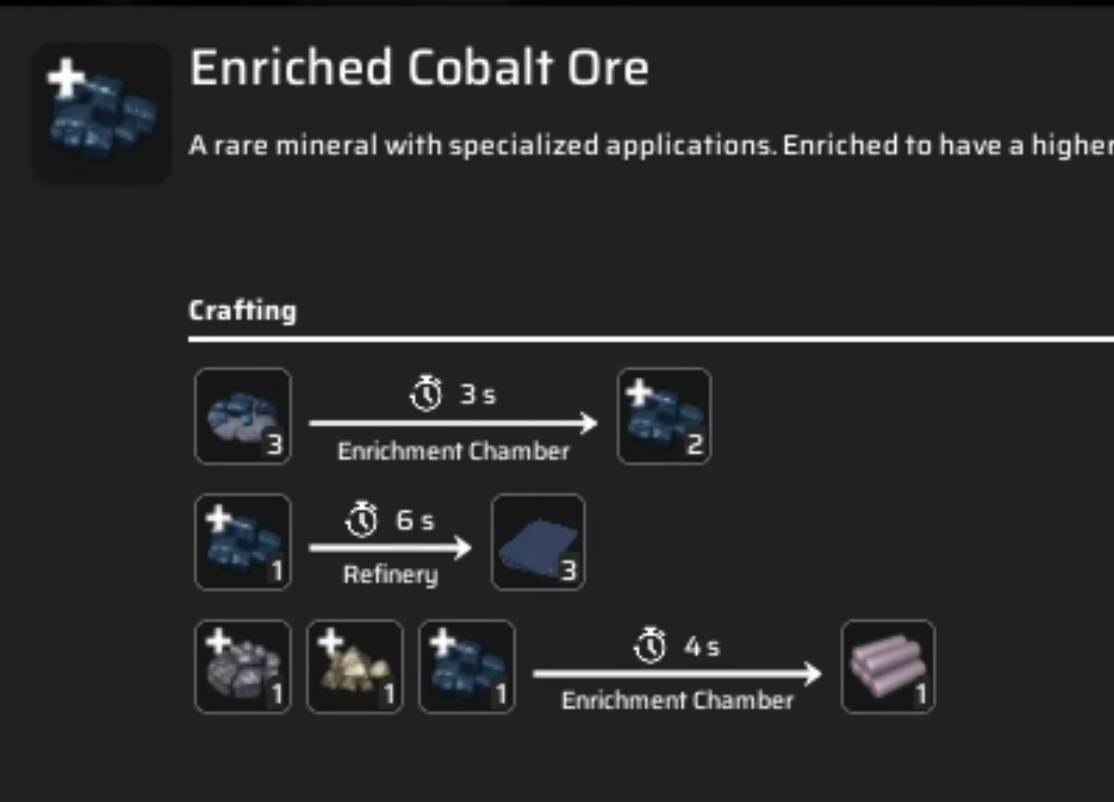 Enriched Cobalt Ore
A rare mineral with specialized applications. Enriched to have a higher
Crafting
3 3 s 2
Enrichment Chamber
1 6 s 3
Refinery
1 1 1 4 s 1
Enrichment Chamber